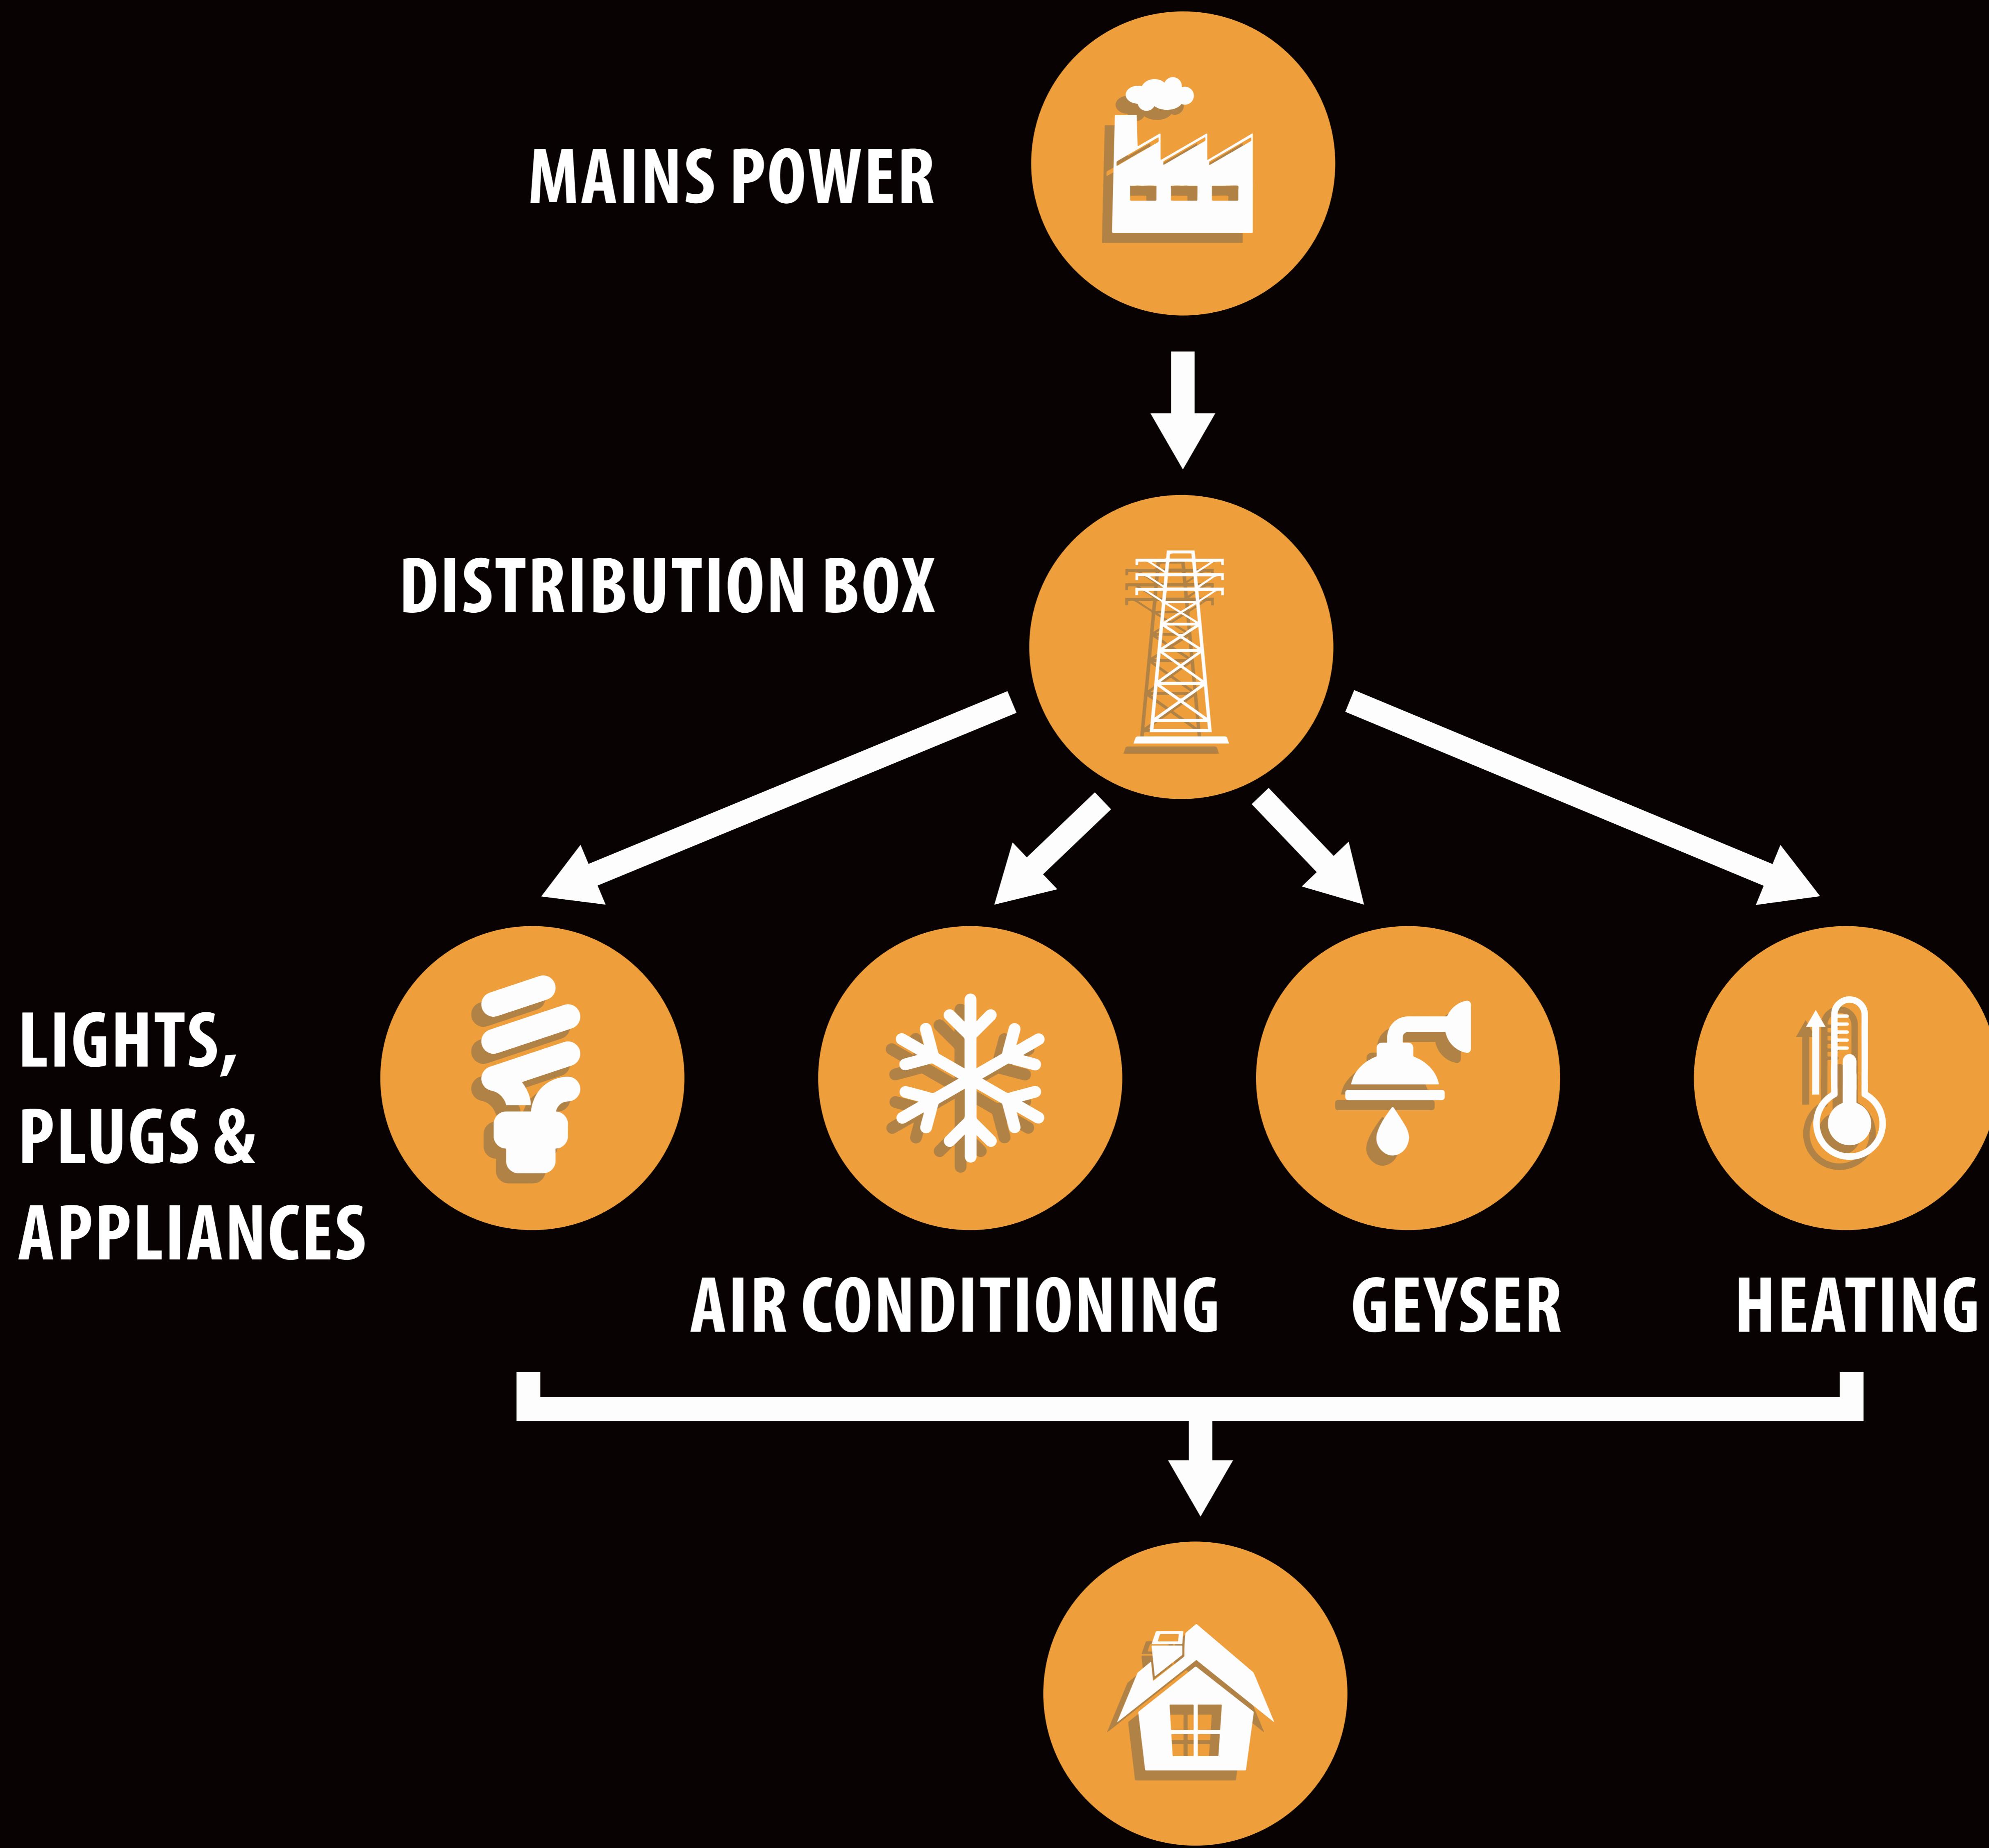 MAINS POWER
DISTRIBUTION BOX
LIGHTS,
PLUGS &
APPLIANCES
AIR CONDITIONING
GEYSER
HEATING